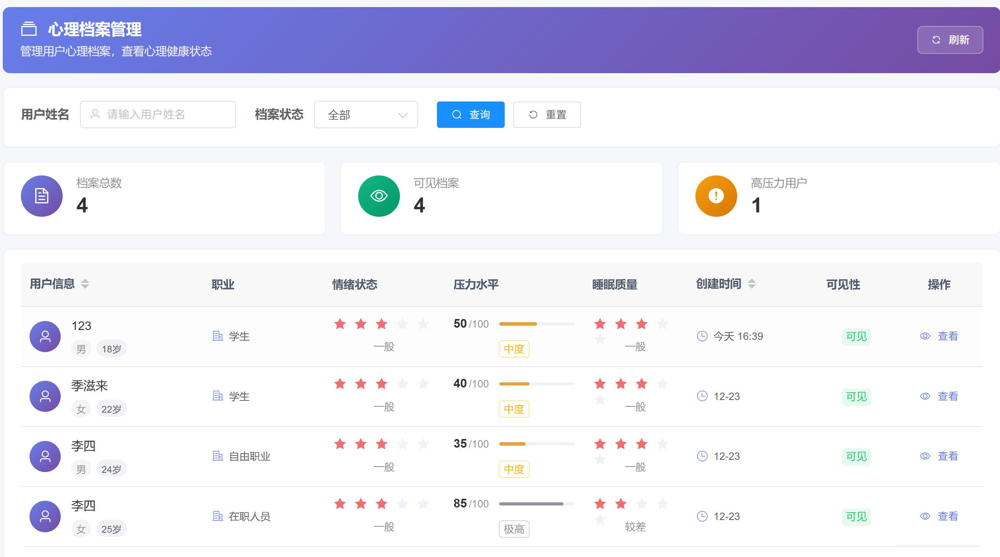 心理档案管理
管理用户心理档案，查看心理健康状态
刷新
用户姓名 请输入用户姓名 档案状态 全部 查询 重置
档案总数
4
可见档案
4
高压力用户
1
用户信息 职业 情绪状态 压力水平 睡眠质量 创建时间 可见性 操作
123
男 18岁
学生
一般
50/100
中度
一般
今天 16:39
可见
查看
季滋来
女 22岁
学生
一般
40/100
中度
一般
12-23
可见
查看
李四
男 24岁
自由职业
一般
35/100
中度
一般
12-23
可见
查看
李四
女 25岁
在职人员
一般
85/100
极高
较差
12-23
可见
查看